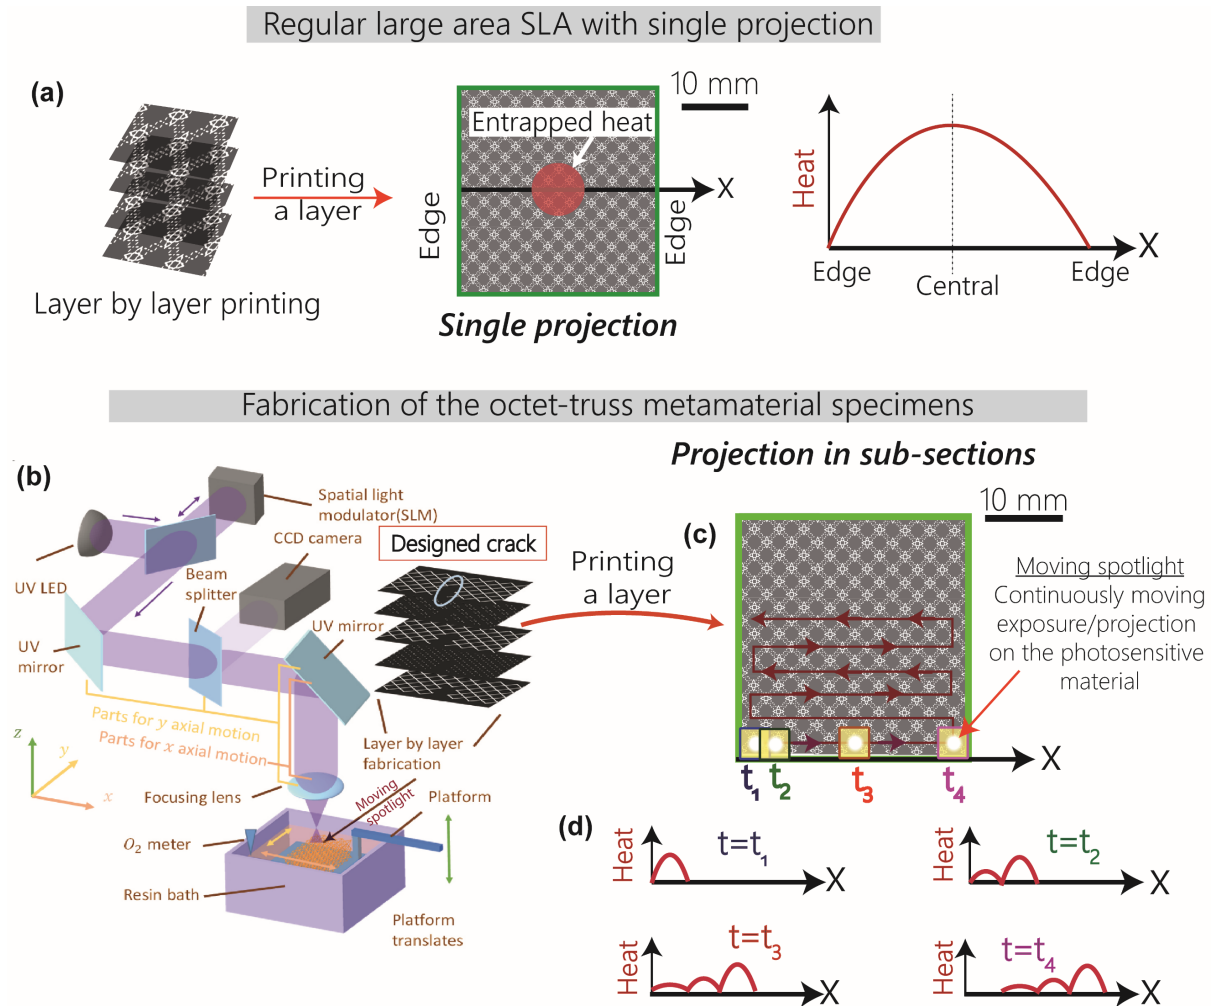 Regular large area SLA with single projection
(a)
10 mm
Entrapped heat
Printing
a layer
X
Edge
Edge
Layer by layer printing
Single projection
Heat
X
Edge
Central
Edge
Fabrication of the octet-truss metamaterial specimens
Projection in sub-sections
(b)
Spatial light
modulator(SLM)
CCD camera
Designed crack
UV LED
Beam
splitter
UV mirror
UV
mirror
Parts for y axial motion
Parts for x axial motion
Layer by layer
fabrication
z
y
x
Focusing lens
Moving
spotlight
Platform
O₂ meter
Resin bath
Platform
translates
Printing
a layer
(c)
10 mm
Moving spotlight
Continuously moving
exposure/projection
on the photosensitive
material
X
t₁
t₂
t₃
t₄
(d)
Heat
t=t₁
X
Heat
t=t₂
X
Heat
t=t₃
X
Heat
t=t₄
X